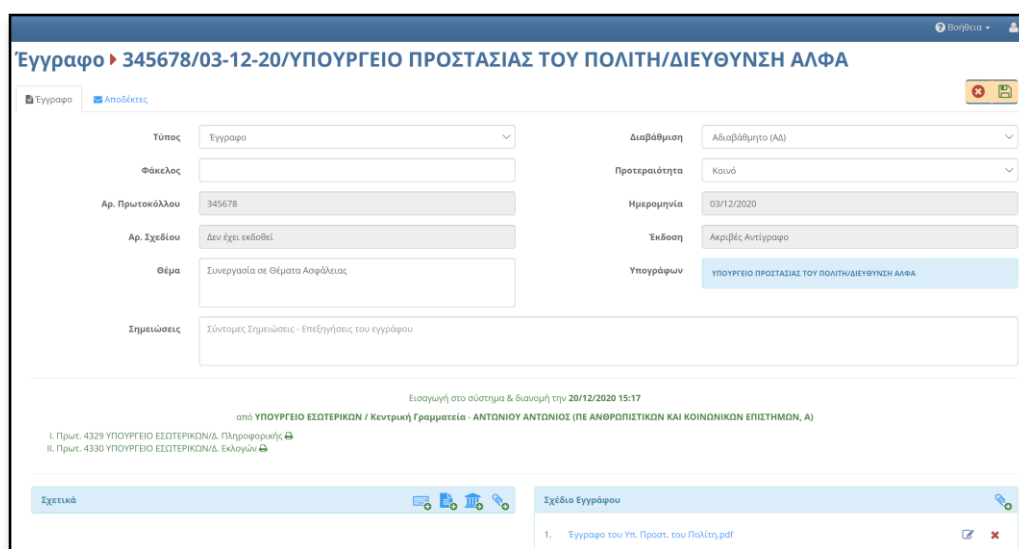 Βοήθεια
Έγγραφο 345678/03-12-20/ΥΠΟΥΡΓΕΙΟ ΠΡΟΣΤΑΣΙΑΣ ΤΟΥ ΠΟΛΙΤΗ/ΔΙΕΥΘΥΝΣΗ ΑΛΦΑ
Έγγραφο Αποδέκτες
Τύπος Έγγραφο Διαβάθμιση Αδιαβάθμητο (ΑΔ)
Φάκελος Προτεραιότητα Κοινό
Αρ. Πρωτοκόλλου 345678 Ημερομηνία 03/12/2020
Αρ. Σχεδίου Δεν έχει εκδοθεί Έκδοση Ακριβές Αντίγραφο
Θέμα Συνεργασία σε Θέματα Ασφάλειας Υπογράφων ΥΠΟΥΡΓΕΙΟ ΠΡΟΣΤΑΣΙΑΣ ΤΟΥ ΠΟΛΙΤΗ/ΔΙΕΥΘΥΝΣΗ ΑΛΦΑ
Σημειώσεις Σύντομες Σημειώσεις - Επεξηγήσεις του εγγράφου
Εισαγωγή στο σύστημα & διανομή την 20/12/2020 15:17
από ΥΠΟΥΡΓΕΙΟ ΕΣΩΤΕΡΙΚΩΝ / Κεντρική Γραμματεία - ΑΝΤΩΝΙΟΥ ΑΝΤΩΝΙΟΣ (ΠΕ ΑΝΘΡΩΠΙΣΤΙΚΩΝ ΚΑΙ ΚΟΙΝΩΝΙΚΩΝ ΕΠΙΣΤΗΜΩΝ, Α)
I. Πρωτ. 4329 ΥΠΟΥΡΓΕΙΟ ΕΣΩΤΕΡΙΚΩΝ/Δ. Πληροφορικής
II. Πρωτ. 4330 ΥΠΟΥΡΓΕΙΟ ΕΣΩΤΕΡΙΚΩΝ/Δ. Εκλογών
Σχετικά Σχέδιο Εγγράφου
1. Έγγραφο του Υπ. Προστ. του Πολίτη.pdf